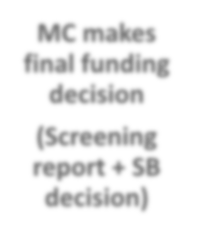 MC makes
final funding
decision
(Screening
report + SB
decision)